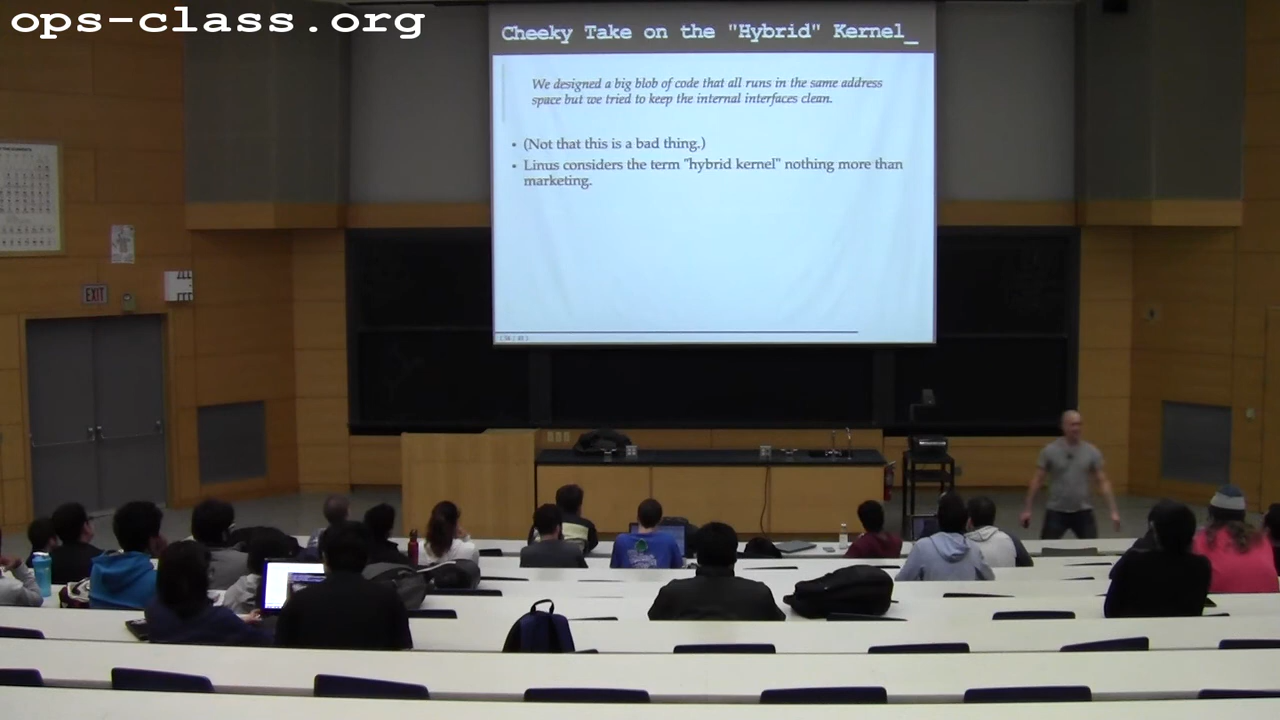 ops-class.org
Cheeky Take on the "Hybrid" Kernel_
We designed a big blob of code that all runs in the same address
space but we tried to keep the internal interfaces clean.
• (Not that this is a bad thing.)
• Linus considers the term "hybrid kernel" nothing more than
marketing.
EXIT